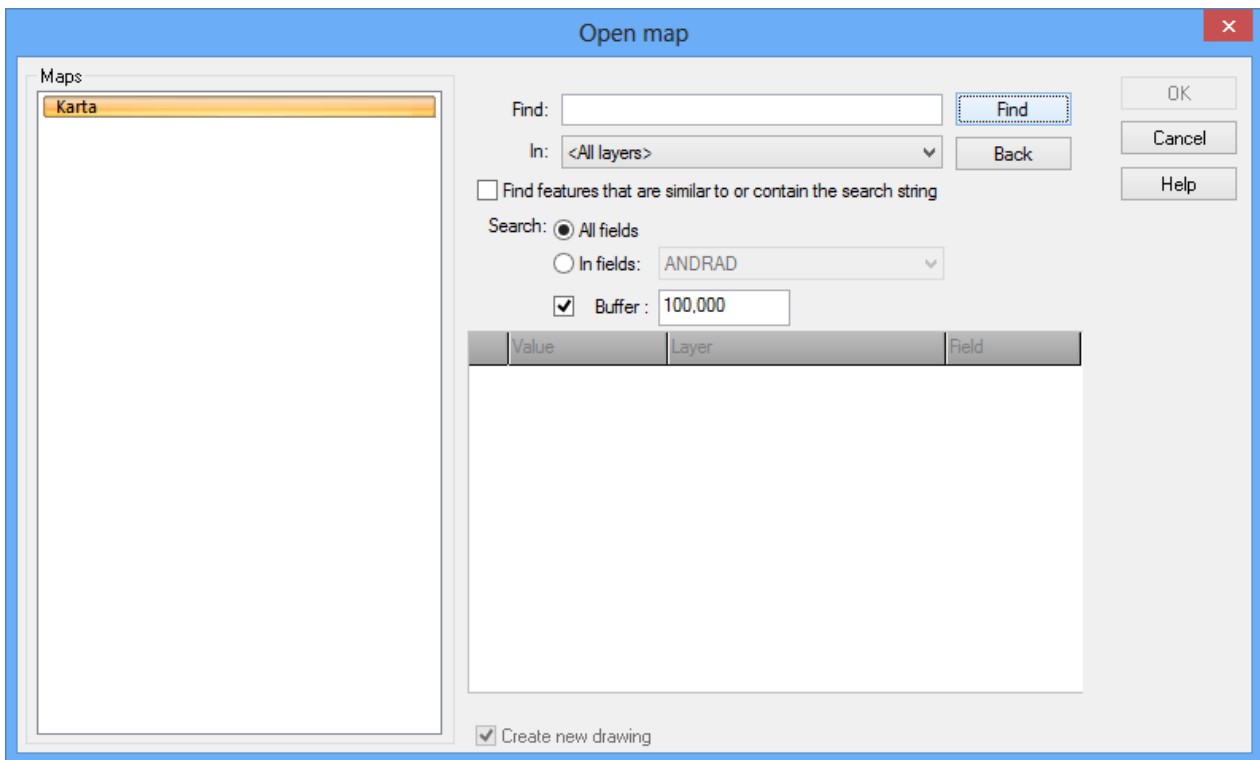 Open map
Maps
Karta
Find:
Find
In: <All layers>
Back
Find features that are similar to or contain the search string
Search: All fields
In fields: ANDRAD
Buffer : 100,000
Value Layer Field
Create new drawing
OK
Cancel
Help